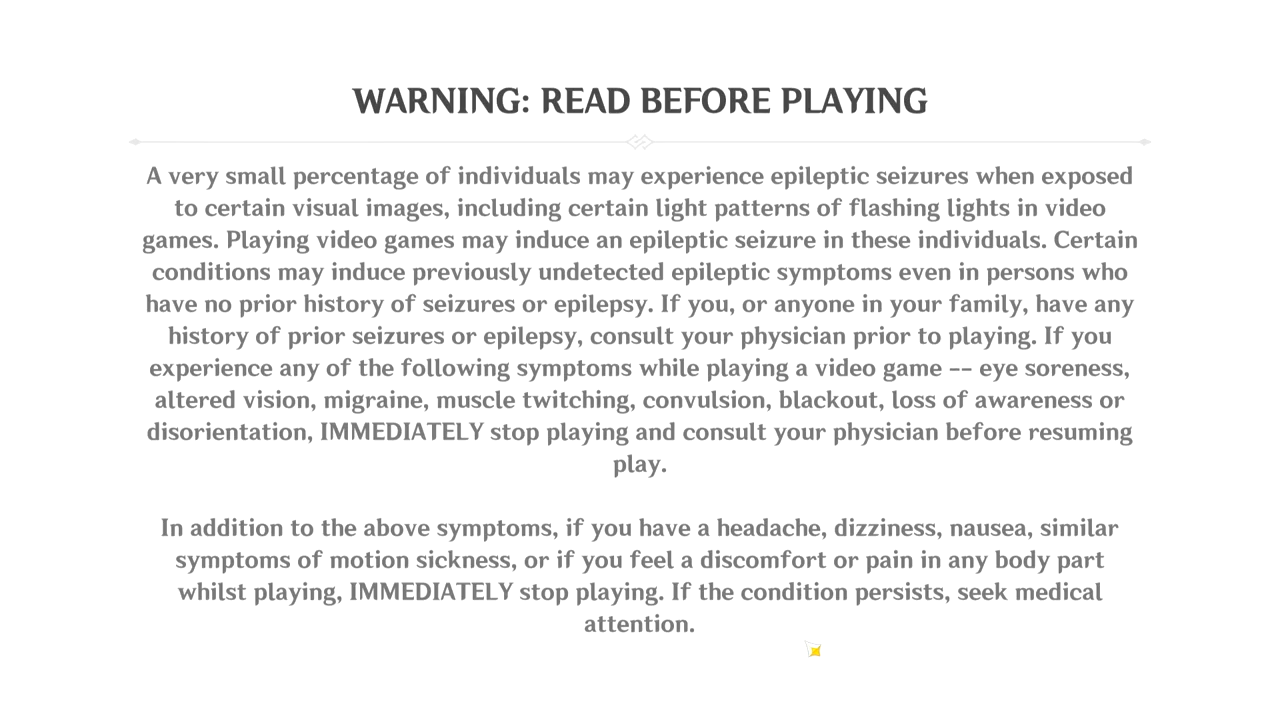 WARNING: READ BEFORE PLAYING
A very small percentage of individuals may experience epileptic seizures when exposed
to certain visual images, including certain light patterns of flashing lights in video
games. Playing video games may induce an epileptic seizure in these individuals. Certain
conditions may induce previously undetected epileptic symptoms even in persons who
have no prior history of seizures or epilepsy. If you, or anyone in your family, have any
history of prior seizures or epilepsy, consult your physician prior to playing. If you
experience any of the following symptoms while playing a video game -- eye soreness,
altered vision, migraine, muscle twitching, convulsion, blackout, loss of awareness or
disorientation, IMMEDIATELY stop playing and consult your physician before resuming
play.
In addition to the above symptoms, if you have a headache, dizziness, nausea, similar
symptoms of motion sickness, or if you feel a discomfort or pain in any body part
whilst playing, IMMEDIATELY stop playing. If the condition persists, seek medical
attention.